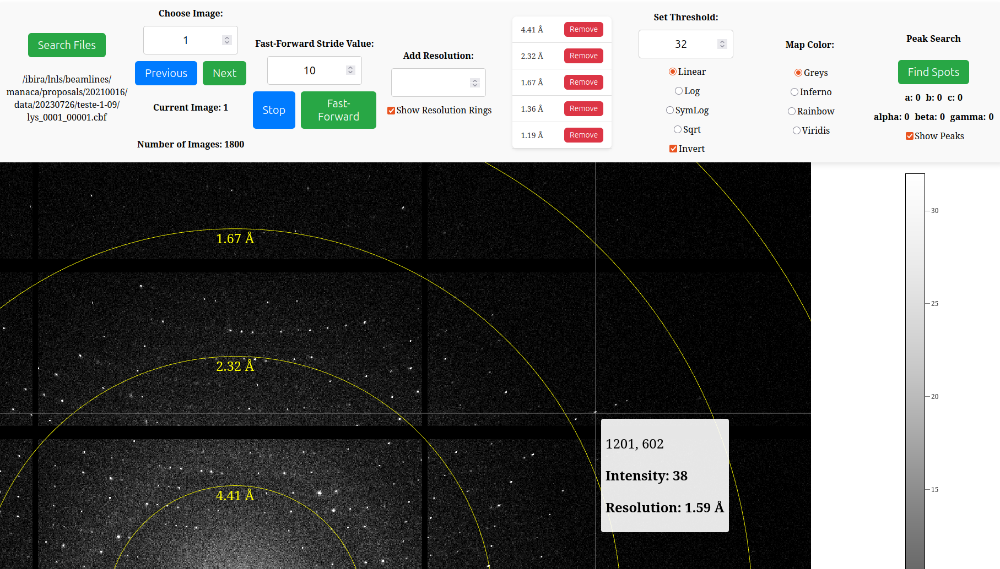 Search Files
/ibira/lnls/beamlines/
manaca/proposals/20210016/
data/20230726/teste-1-09/
lys_0001_00001.cbf
Choose Image:
1
Previous
Next
Current Image: 1
Number of Images: 1800
Fast-Forward Stride Value:
10
Stop
Fast-
Forward
Add Resolution:
Show Resolution Rings
4.41 Å Remove
2.32 Å Remove
1.67 Å Remove
1.36 Å Remove
1.19 Å Remove
Set Threshold:
32
Linear
Log
SymLog
Sqrt
Invert
Map Color:
Greys
Inferno
Rainbow
Viridis
Peak Search
Find Spots
a: 0 b: 0 c: 0
alpha: 0 beta: 0 gamma: 0
Show Peaks
1.67 Å
2.32 Å
4.41 Å
1201, 602
Intensity: 38
Resolution: 1.59 Å
30
25
20
15